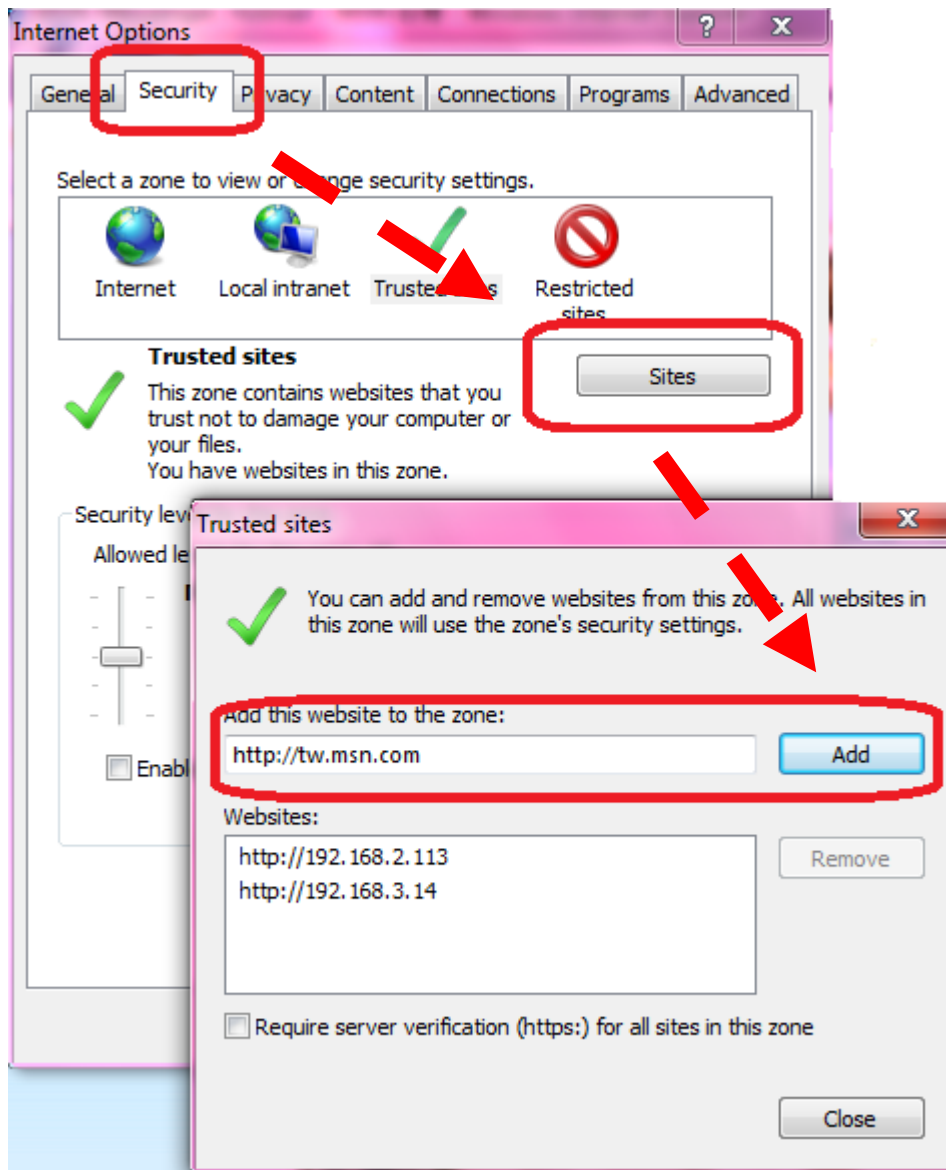 Internet Options
General Security Privacy Content Connections Programs Advanced
Select a zone to view or change security settings.
Internet Local intranet Trusted sites Restricted
sites
Trusted sites
Sites
This zone contains websites that you
trust not to damage your computer or
your files.
You have websites in this zone.
Security lev
Allowed le
Enabl
Trusted sites
You can add and remove websites from this zone. All websites in
this zone will use the zone's security settings.
Add this website to the zone:
http://tw.msn.com Add
Websites:
http://192.168.2.113 Remove
http://192.168.3.14
Require server verification (https:) for all sites in this zone
Close